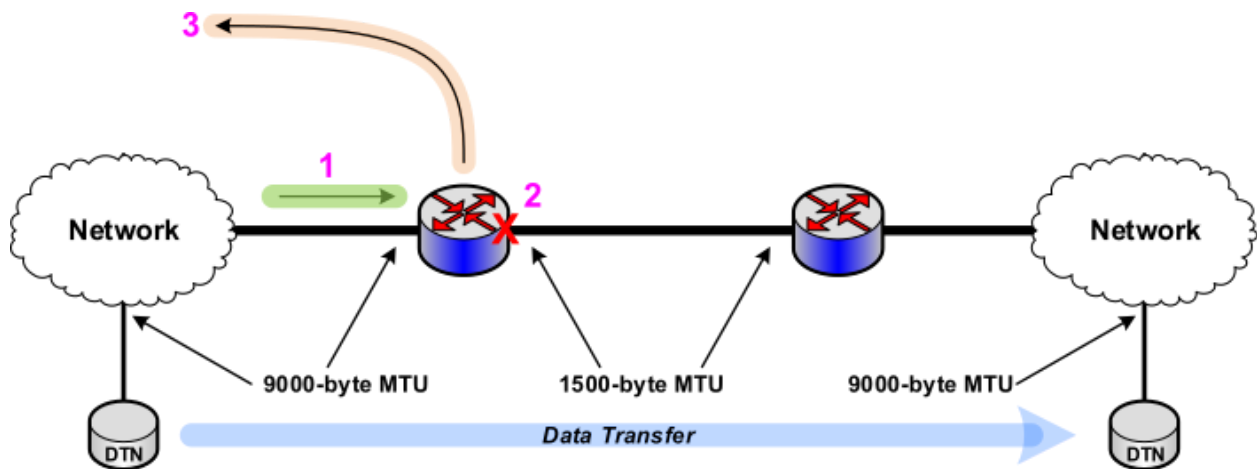 3
1
2
Network
Network
9000-byte MTU
1500-byte MTU
9000-byte MTU
Data Transfer
DTN
DTN